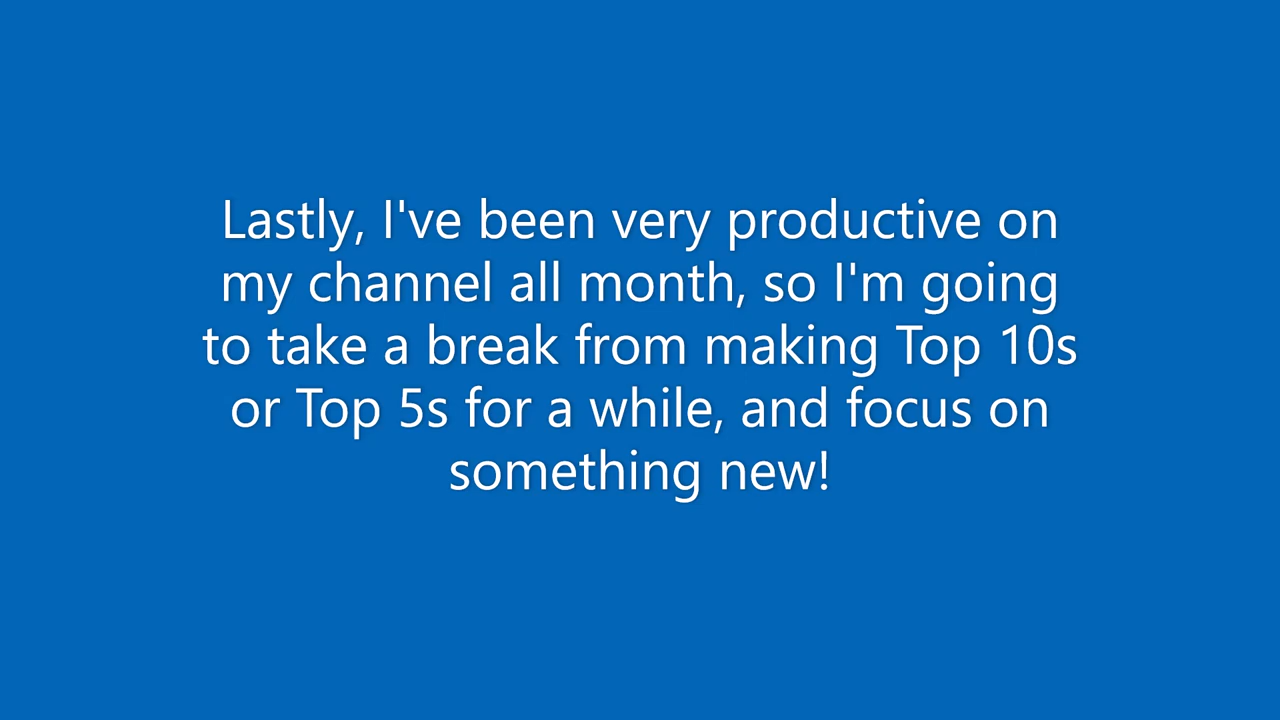 Lastly, I've been very productive on
my channel all month, so I'm going
to take a break from making Top 10s
or Top 5s for a while, and focus on
something new!